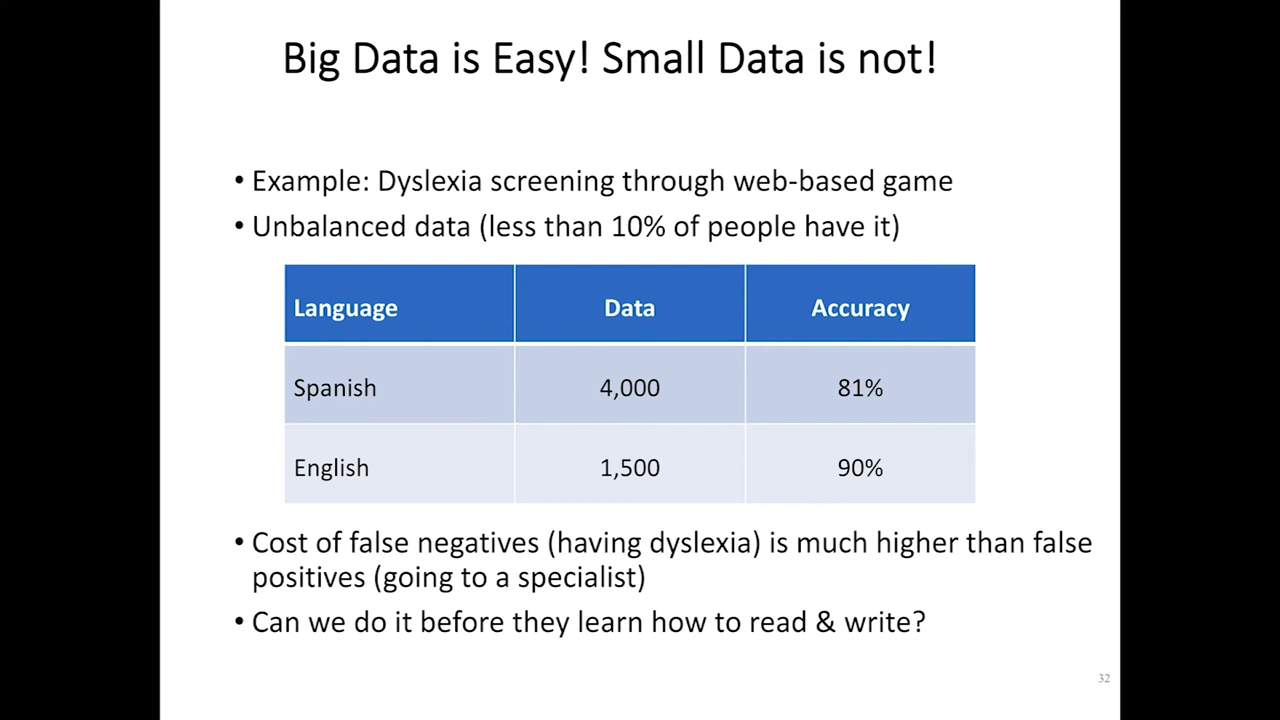 Big Data is Easy! Small Data is not!
• Example: Dyslexia screening through web-based game
• Unbalanced data (less than 10% of people have it)
Language Data Accuracy
Spanish 4,000 81%
English 1,500 90%
• Cost of false negatives (having dyslexia) is much higher than false
positives (going to a specialist)
• Can we do it before they learn how to read & write?
32